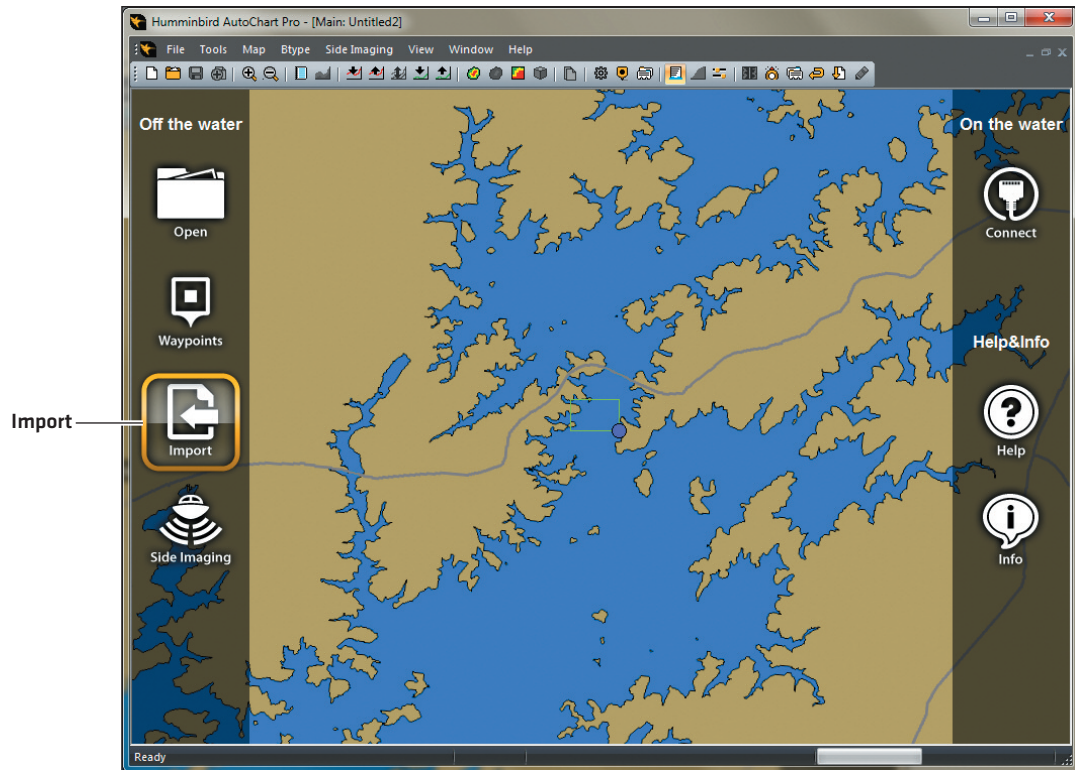 Humminbird AutoChart Pro - [Main: Untitled2]
File Tools Map Btype Side Imaging View Window Help
Off the water
Open
Waypoints
Import
Import
Side Imaging
On the water
Connect
Help&Info
Help
Info
Ready